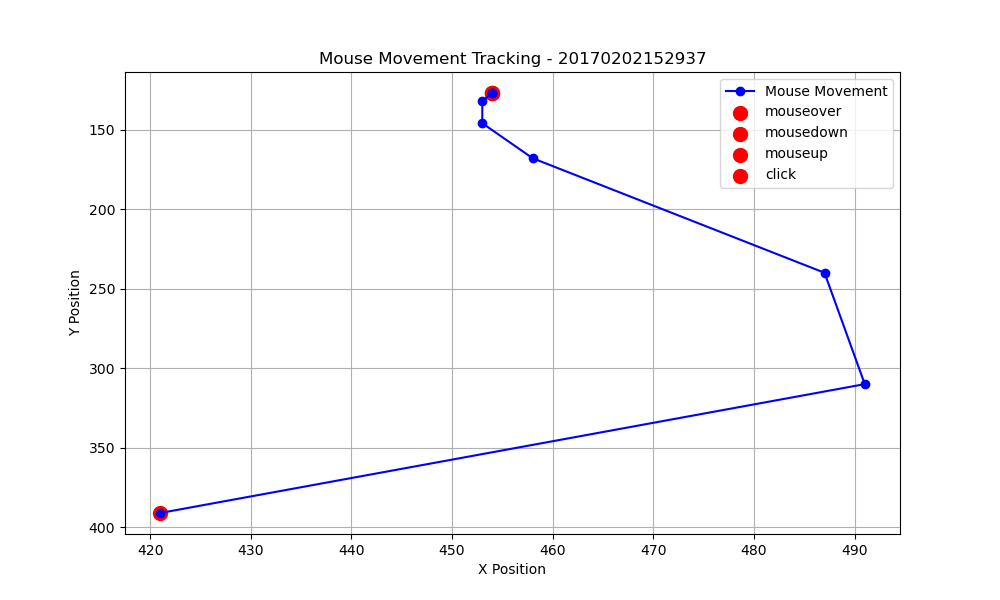 Mouse Movement Tracking - 20170202152937
Mouse Movement
mouseover
mousedown
mouseup
click
150
200
250
300
350
400
Y Position
420 430 440 450 460 470 480 490
X Position